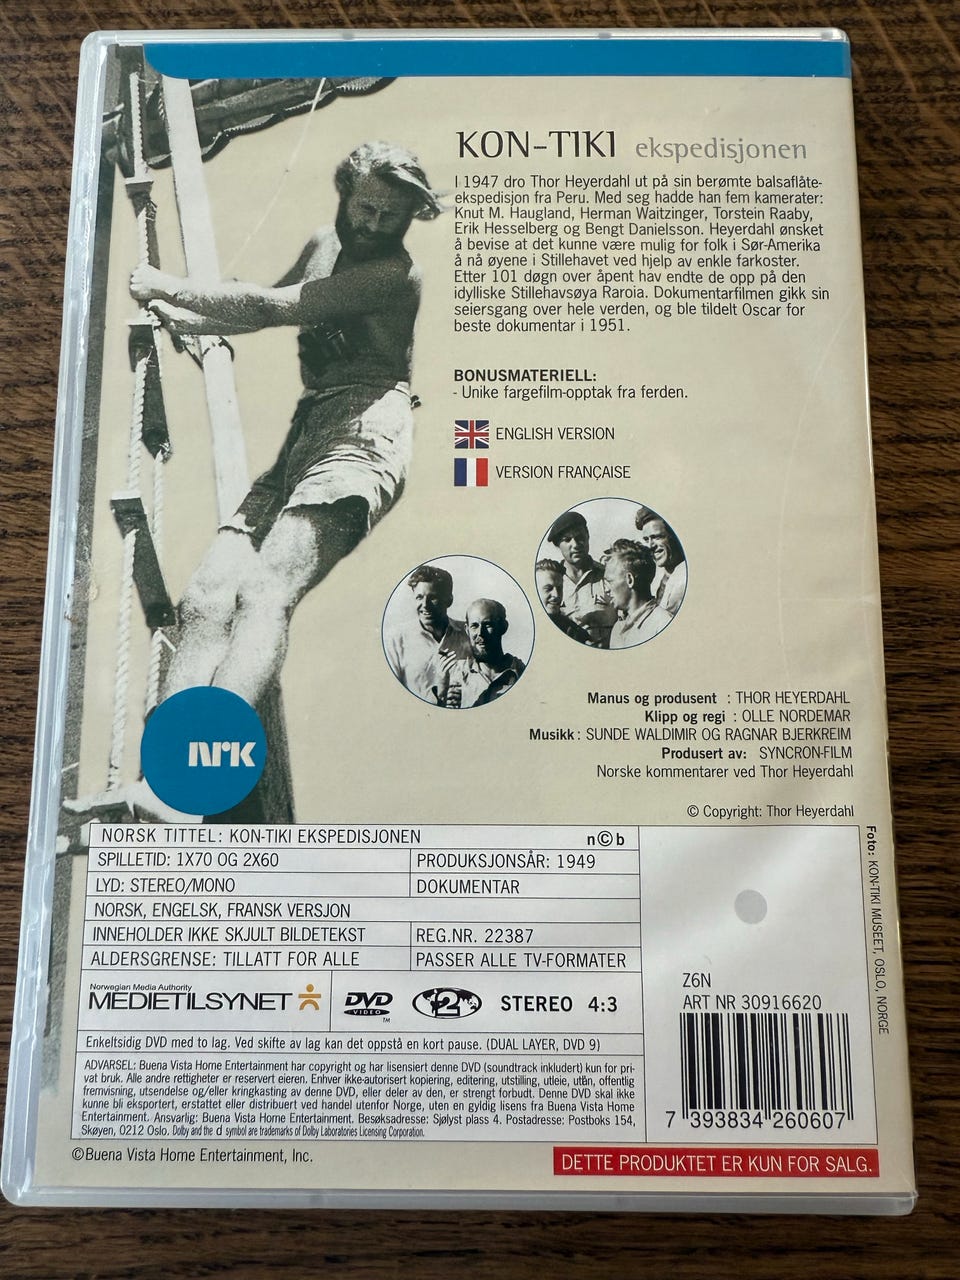 KON-TIKI ekspedisjonen
I 1947 dro Thor Heyerdahl ut på sin berømte balsaflåte-
ekspedisjon fra Peru. Med seg hadde han fem kamerater:
Knut M. Haugland, Herman Waitzinger, Torstein Raaby,
Erik Hesselberg og Bengt Danielsson. Heyerdahl ønsket
å bevise at det kunne være mulig for folk i Sør-Amerika
å nå øyene i Stillehavet ved hjelp av enkle farkoster.
Etter 101 døgn over åpent hav endte de opp på den
idylliske Stillehavsøya Raroia. Dokumentarfilmen gikk sin
seiersgang over hele verden, og ble tildelt Oscar for
beste dokumentar i 1951.
BONUSMATERIELL:
- Unike fargefilm-opptak fra ferden.
ENGLISH VERSION
VERSION FRANÇAISE
Manus og produsent : THOR HEYERDAHL
Klipp og regi : OLLE NORDEMAR
Musikk : SUNDE WALDIMIR OG RAGNAR BJERKREIM
Produsert av: SYNCRON-FILM
Norske kommentarer ved Thor Heyerdahl
NRK
© Copyright: Thor Heyerdahl
NORSK TITTEL: KON-TIKI EKSPEDISJONEN n©b
SPILLETID: 1X70 OG 2X60 PRODUKSJONSÅR: 1949
LYD: STEREO/MONO DOKUMENTAR
NORSK, ENGELSK, FRANSK VERSJON
INNEHOLDER IKKE SKJULT BILDETEKST REG.NR. 22387
ALDERSGRENSE: TILLATT FOR ALLE PASSER ALLE TV-FORMATER
Norwegian Media Authority
MEDIETILSYNET DVD VIDEO TM 2 STEREO 4:3
Enkeltsidig DVD med to lag. Ved skifte av lag kan det oppstå en kort pause. (DUAL LAYER, DVD 9)
ADVARSEL: Buena Vista Home Entertainment har copyright og har lisensiert denne DVD (soundtrack inkludert) kun for pri-
vat bruk. Alle andre rettigheter er reservert eieren. Enhver ikke-autorisert kopiering, editering, utstilling, utleie, utlån, offentlig
fremvisning, utsendelse og/eller kringkasting av denne DVD, eller deler av den, er strengt forbudt. Denne DVD skal ikke
kunne bli eksportert, erstattet eller distribuert ved handel utenfor Norge, uten en gyldig lisens fra Buena Vista Home
Entertainment. Ansvarlig: Buena Vista Home Entertainment. Besøksadresse: Sjølyst plass 4. Postadresse: Postboks 154,
Skøyen, 0212 Oslo. Dolby and the d symbol are trademarks of Dolby Laboratories Licensing Corporation.
©Buena Vista Home Entertainment, Inc.
Z6N
ART NR 30916620
7 393834 260607
DETTE PRODUKTET ER KUN FOR SALG.
Foto: KON-TIKI MUSEET, OSLO, NORGE